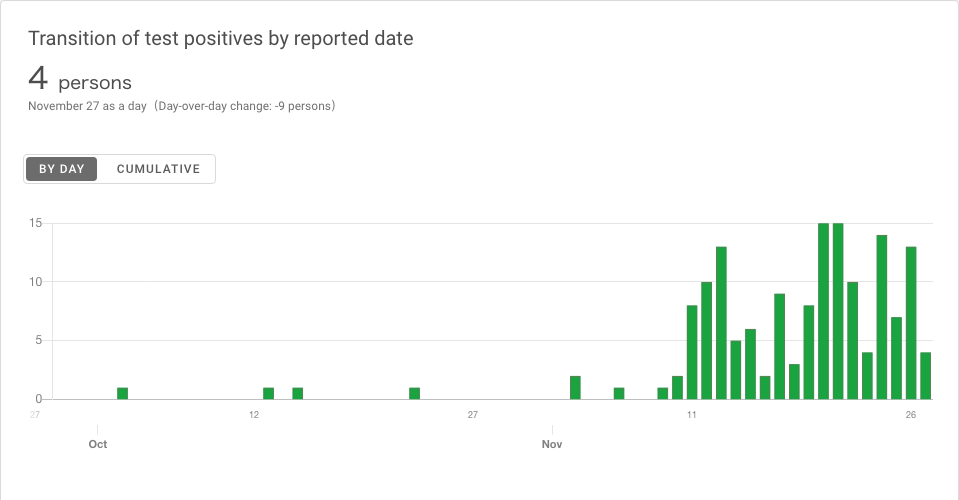 Transition of test positives by reported date
4 persons
November 27 as a day (Day-over-day change: -9 persons)
BY DAY CUMULATIVE
15
10
5
0
27 12 27 11 26
Oct Nov